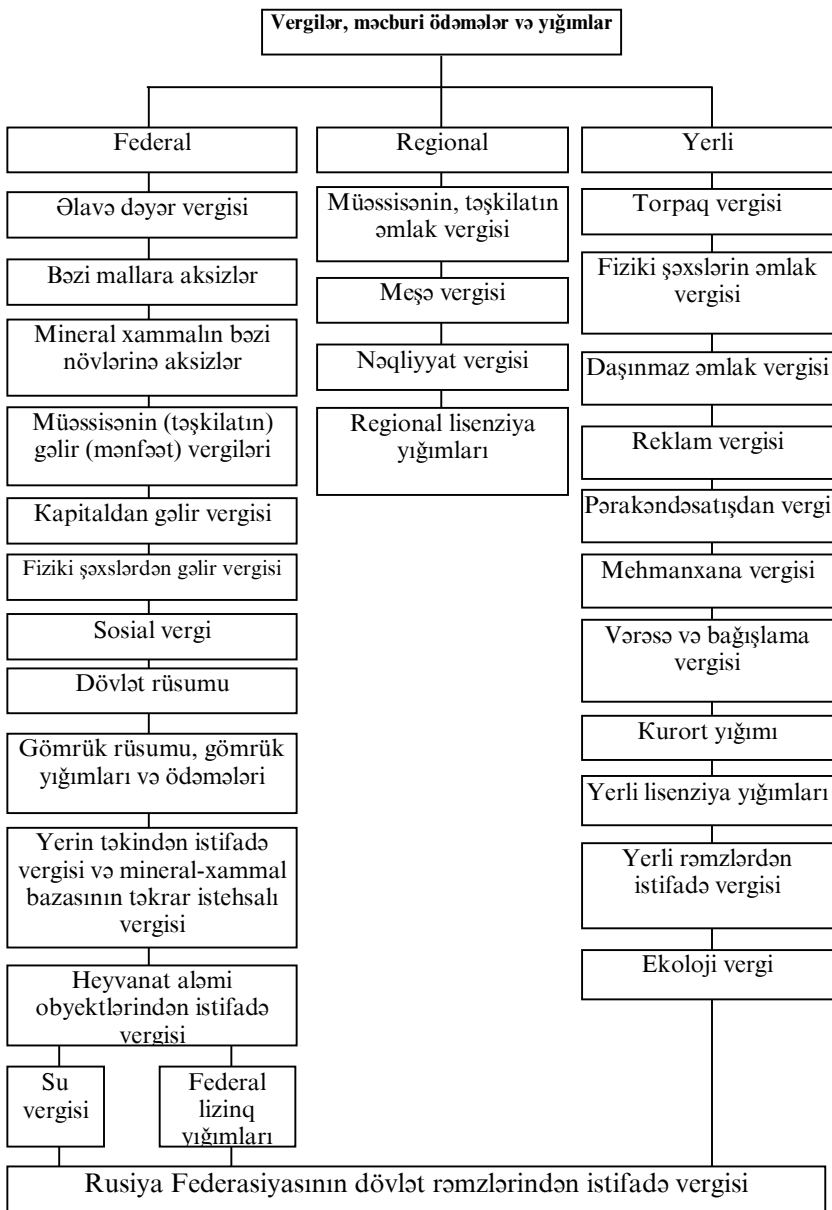 Vergilər, məcburi ödəmələr və yığımlar
Federal
Əlavə dəyər vergisi
Bəzi mallara aksizlər
Mineral xammalın bəzi
növlərinə aksizlər
Müəssisənin (təşkilatın)
gəlir (mənfəət) vergiləri
Kapitaldan gəlir vergisi
Fiziki şəxslərdən gəlir vergisi
Sosial vergi
Dövlət rüsumu
Gömrük rüsumu, gömrük
yığımları və ödəmələri
Yerin təkindən istifadə
vergisi və mineral-xammal
bazasının təkrar istehsalı
vergisi
Heyvanat aləmi
obyektlərindən istifadə
vergisi
Su
vergisi
Federal
lizinq
yığımları
Regional
Müəssisənin, təşkilatın
əmlak vergisi
Meşə vergisi
Nəqliyyat vergisi
Regional lisenziya
yığımları
Yerli
Torpaq vergisi
Fiziki şəxslərin əmlak
vergisi
Daşınmaz əmlak vergisi
Reklam vergisi
Pərakəndəsatışdan vergi
Mehmanxana vergisi
Vərəsə və bağışlama
vergisi
Kurort yığımı
Yerli lisenziya yığımları
Yerli rəmzlərdən
istifadə vergisi
Ekoloji vergi
Rusiya Federasiyasının dövlət rəmzlərindən istifadə vergisi